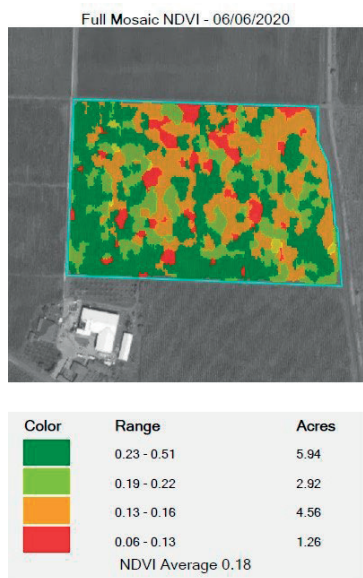 Full Mosaic NDVI - 06/06/2020
Color Range Acres
0.23 - 0.51 5.94
0.19 - 0.22 2.92
0.13 - 0.16 4.56
0.06 - 0.13 1.26
NDVI Average 0.18